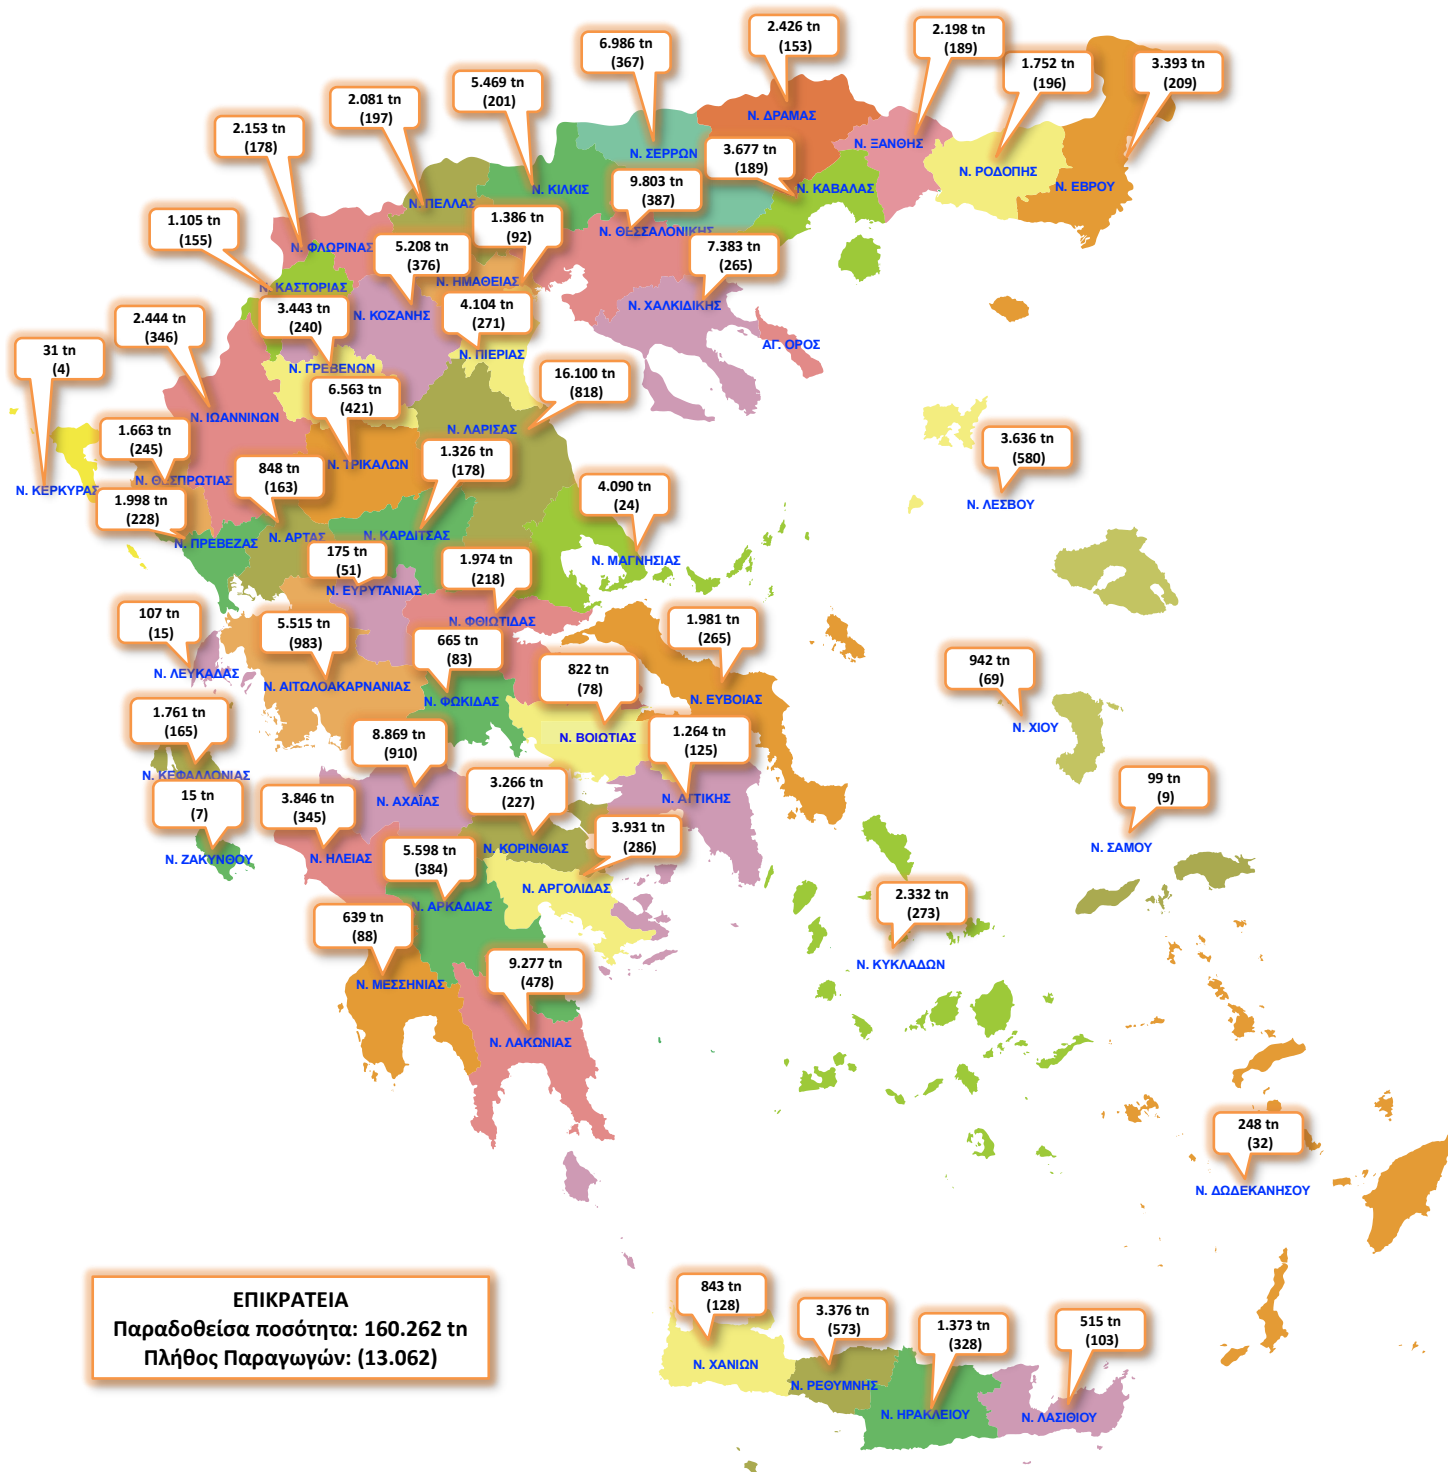 2.426 tn
(153)
2.198 tn
(189)
6.986 tn
(367)
1.752 tn
(196)
3.393 tn
(209)
5.469 tn
(201)
2.081 tn
(197)
2.153 tn
(178)
Ν. ΔΡΑΜΑΣ
Ν. ΞΑΝΘΗΣ
Ν. ΣΕΡΡΩΝ
3.677 tn
(189)
Ν. ΡΟΔΟΠΗΣ
Ν. ΕΒΡΟΥ
Ν. ΚΑΒΑΛΑΣ
Ν. ΚΙΛΚΙΣ
9.803 tn
(387)
Ν. ΠΕΛΛΑΣ
1.386 tn
(92)
Ν. ΘΕΣΣΑΛΟΝΙΚΗΣ
1.105 tn
(155)
Ν. ΦΛΩΡΙΝΑΣ
5.208 tn
(376)
7.383 tn
(265)
Ν. ΗΜΑΘΕΙΑΣ
Ν. ΚΑΣΤΟΡΙΑΣ
3.443 tn
(240)
Ν. ΚΟΖΑΝΗΣ
4.104 tn
(271)
Ν. ΧΑΛΚΙΔΙΚΗΣ
2.444 tn
(346)
ΑΓ. ΟΡΟΣ
31 tn
(4)
Ν. ΠΙΕΡΙΑΣ
Ν. ΓΡΕΒΕΝΩΝ
6.563 tn
(421)
16.100 tn
(818)
Ν. ΙΩΑΝΝΙΝΩΝ
Ν. ΛΑΡΙΣΑΣ
1.663 tn
(245)
3.636 tn
(580)
1.326 tn
(178)
Ν. ΤΡΙΚΑΛΩΝ
848 tn
(163)
Ν. ΚΕΡΚΥΡΑΣ
Ν. ΘΕΣΠΡΩΤΙΑΣ
1.998 tn
(228)
4.090 tn
(24)
Ν. ΛΕΣΒΟΥ
Ν. ΠΡΕΒΕΖΑΣ
Ν. ΑΡΤΑΣ
Ν. ΚΑΡΔΙΤΣΑΣ
175 tn
(51)
1.974 tn
(218)
Ν. ΜΑΓΝΗΣΙΑΣ
Ν. ΕΥΡΥΤΑΝΙΑΣ
107 tn
(15)
5.515 tn
(983)
Ν. ΦΘΙΩΤΙΔΑΣ
1.981 tn
(265)
665 tn
(83)
942 tn
(69)
Ν. ΛΕΥΚΑΔΑΣ
822 tn
(78)
Ν. ΑΙΤΩΛΟΑΚΑΡΝΑΝΙΑΣ
Ν. ΦΩΚΙΔΑΣ
Ν. ΕΥΒΟΙΑΣ
1.761 tn
(165)
8.869 tn
(910)
Ν. ΒΟΙΩΤΙΑΣ
1.264 tn
(125)
Ν. ΧΙΟΥ
Ν. ΚΕΦΑΛΛΟΝΙΑΣ
15 tn
(7)
3.846 tn
(345)
Ν. ΑΧΑΪΑΣ
3.266 tn
(227)
Ν. ΑΤΤΙΚΗΣ
99 tn
(9)
3.931 tn
(286)
Ν. ΖΑΚΥΝΘΟΥ
Ν. ΗΛΕΙΑΣ
5.598 tn
(384)
Ν. ΚΟΡΙΝΘΙΑΣ
Ν. ΣΑΜΟΥ
Ν. ΑΡΓΟΛΙΔΑΣ
2.332 tn
(273)
Ν. ΑΡΚΑΔΙΑΣ
639 tn
(88)
9.277 tn
(478)
Ν. ΚΥΚΛΑΔΩΝ
Ν. ΜΕΣΣΗΝΙΑΣ
Ν. ΛΑΚΩΝΙΑΣ
248 tn
(32)
Ν. ΔΩΔΕΚΑΝΗΣΟΥ
ΕΠΙΚΡΑΤΕΙΑ
Παραδοθείσα ποσότητα: 160.262 tn
Πλήθος Παραγωγών: (13.062)
843 tn
(128)
3.376 tn
(573)
1.373 tn
(328)
515 tn
(103)
Ν. ΧΑΝΙΩΝ
Ν. ΡΕΘΥΜΝΗΣ
Ν. ΗΡΑΚΛΕΙΟΥ
Ν. ΛΑΣΙΘΙΟΥ